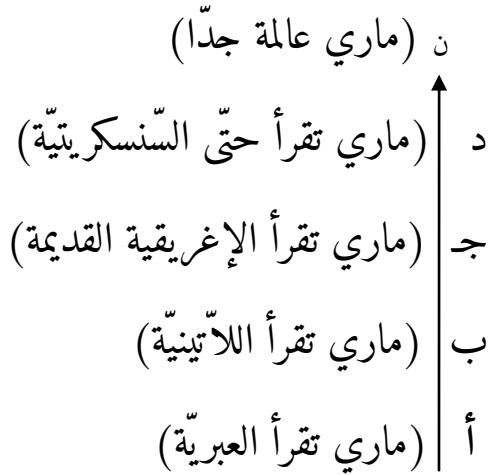 ن (ماري عالمة جدّا)
د (ماري تقرأ حتّى السّنسكريتيّة)
جـ (ماري تقرأ الإغريقية القديمة)
ب (ماري تقرأ اللاّتينيّة)
أ (ماري تقرأ العبريّة)